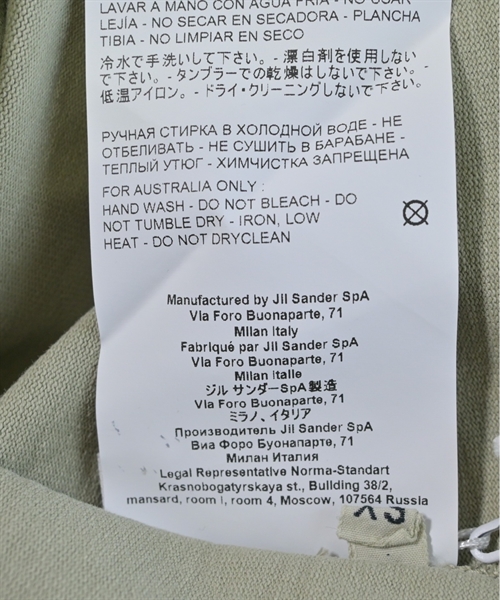 LAVAR A MANO CON AGUA FRÍA - NO USAR
LEJÍA - NO SECAR EN SECADORA - PLANCHA
TIBIA - NO LIMPIAR EN SECO
冷水で手洗いして下さい。- 漂白剤を使用しない
で下さい。- タンブラーでの乾燥はしないで下さい。-
低温アイロン。- ドライ・クリーニングしないで下さい。
РУЧНАЯ СТИРКА В ХОЛОДНОЙ ВОДЕ - НЕ
ОТБЕЛИВАТЬ - НЕ СУШИТЬ В БАРАБАНЕ -
ТЕПЛЫЙ УТЮГ - ХИМЧИСТКА ЗАПРЕЩЕНА
FOR AUSTRALIA ONLY :
HAND WASH - DO NOT BLEACH - DO
NOT TUMBLE DRY - IRON, LOW
HEAT - DO NOT DRYCLEAN
Manufactured by Jil Sander SpA
Via Foro Buonaparte, 71
Milan Italy
Fabriqué par Jil Sander SpA
Via Foro Buonaparte, 71
Milan Italie
ジル サンダーSpA製造
Via Foro Buonaparte, 71
ミラノ、イタリア
Производитель Jil Sander SpA
Виа Форо Буонапарте, 71
Милан Италия
Legal Representative Norma-Standart
Krasnobogatyrskaya st., Building 38/2,
mansard, room I, room 4, Moscow, 107564 Russia
XS